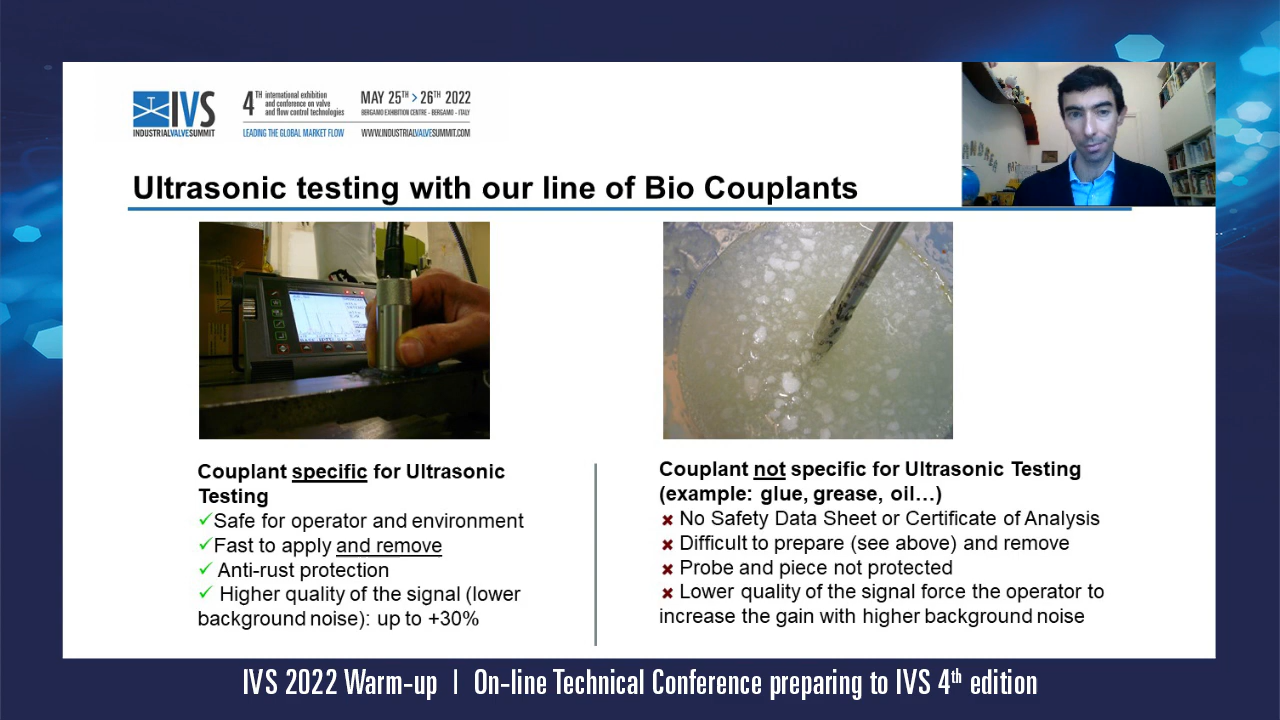 IVS
INDUSTRIALVALVESUMMIT
4TH international exhibition
and conference on valve
and flow control technologies
LEADING THE GLOBAL MARKET FLOW
MAY 25TH > 26TH 2022
BERGAMO EXHIBITION CENTRE - BERGAMO - ITALY
WWW.INDUSTRIALVALVESUMMIT.COM
Ultrasonic testing with our line of Bio Couplants
Couplant specific for Ultrasonic
Testing
✓Safe for operator and environment
✓Fast to apply and remove
✓ Anti-rust protection
✓ Higher quality of the signal (lower
background noise): up to +30%
Couplant not specific for Ultrasonic Testing
(example: glue, grease, oil…)
✖ No Safety Data Sheet or Certificate of Analysis
✖ Difficult to prepare (see above) and remove
✖ Probe and piece not protected
✖ Lower quality of the signal force the operator to
increase the gain with higher background noise
IVS 2022 Warm-up | On-line Technical Conference preparing to IVS 4th edition